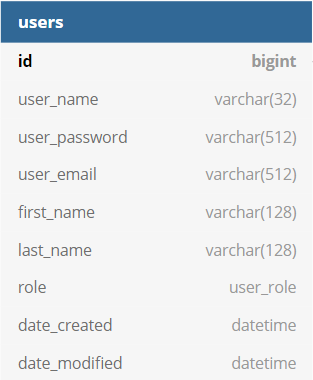 users
id bigint
user_name varchar(32)
user_password varchar(512)
user_email varchar(512)
first_name varchar(128)
last_name varchar(128)
role user_role
date_created datetime
date_modified datetime